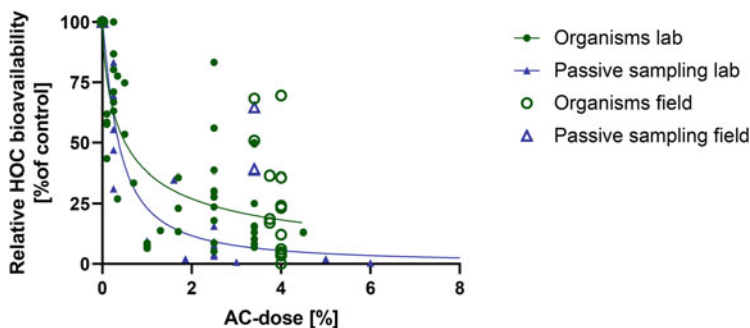 Relative HOC bioavailability
[%of control]
100
75
50
25
0
0
2
4
6
8
AC-dose [%]
Organisms lab
Passive sampling lab
Organisms field
Passive sampling field